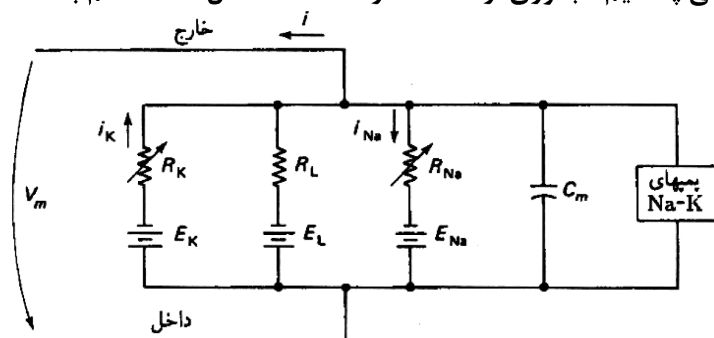 خارج
i
i_K
R_K
R_L
i_Na
R_Na
C_m
پمپهای
Na-K
V_m
E_K
E_L
E_Na
داخل